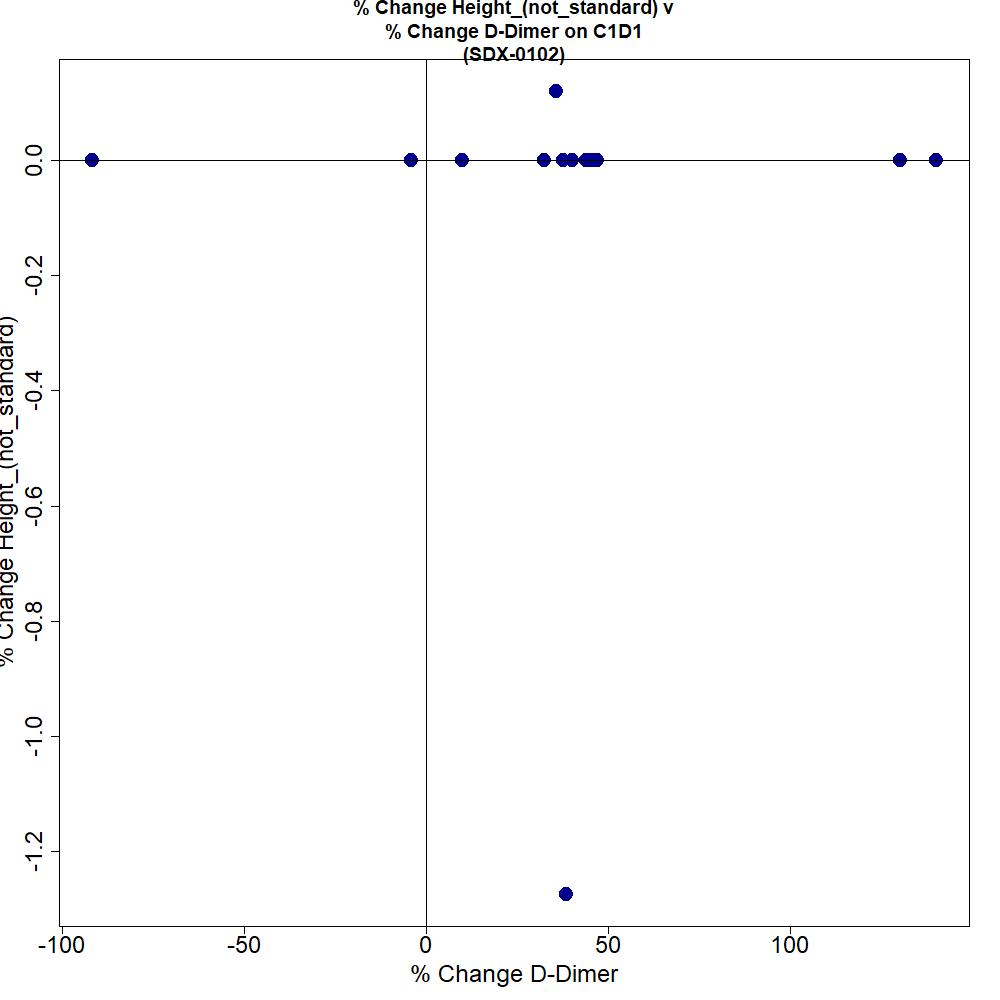 % Change Height_(not_standard) v
% Change D-Dimer on C1D1
(SDX-0102)
% Change Height_(not_standard)
0.0
-0.2
-0.4
-0.6
-0.8
-1.0
-1.2
-100
-50
0
50
100
% Change D-Dimer